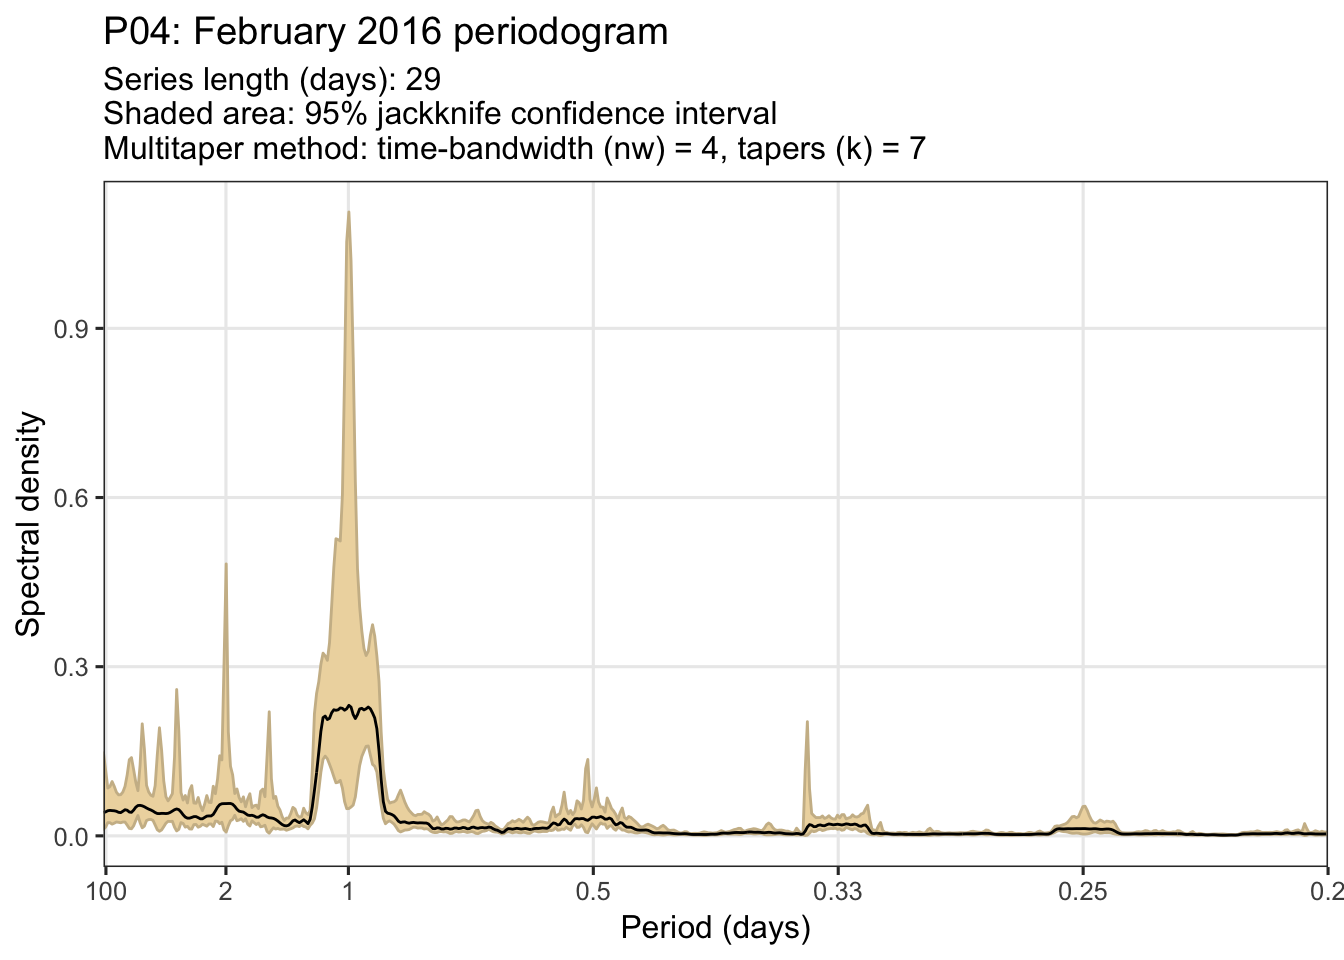 P04: February 2016 periodogram
Series length (days): 29
Shaded area: 95% jackknife confidence interval
Multitaper method: time-bandwidth (nw) = 4, tapers (k) = 7
Spectral density
0.9
0.6
0.3
0.0
100 2 1 0.5 0.33 0.25 0.2
Period (days)